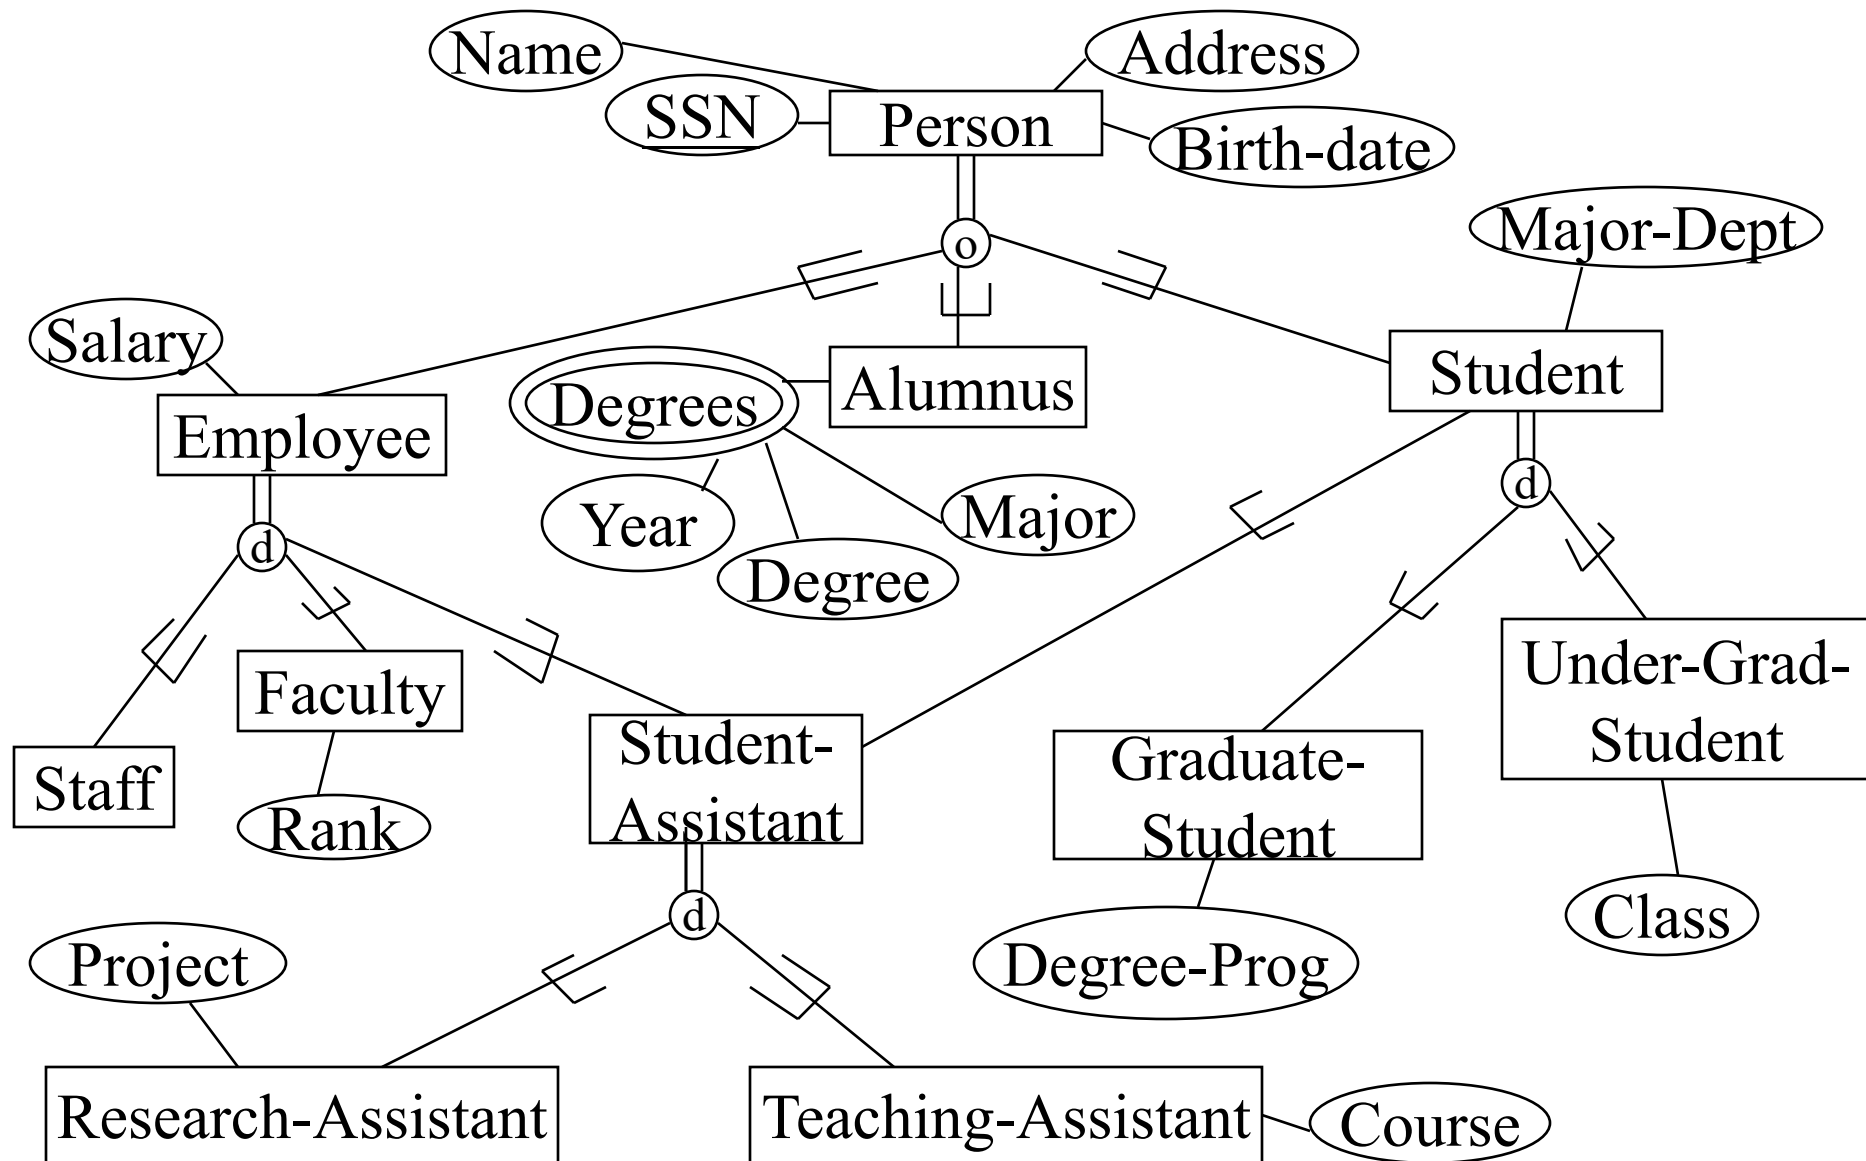 Name
Address
SSN
Person
Birth-date
Major-Dept
o
Salary
Degrees
Alumnus
Student
Employee
d
Year
Major
d
Degree
Faculty
Under-Grad-
Student
Student-
Assistant
Graduate-
Student
Staff
Rank
d
Class
Project
Degree-Prog
Research-Assistant
Teaching-Assistant
Course